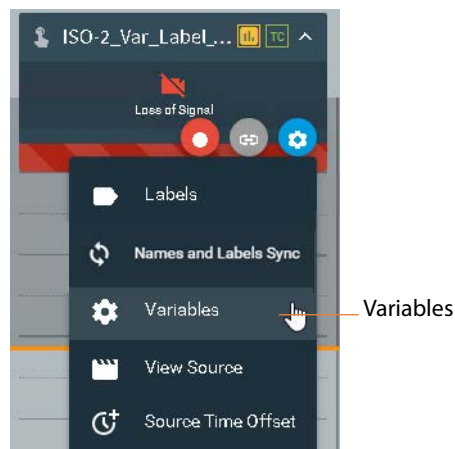 ISO-2_Var_Label_... TC
Loss of Signal
Labels
Names and Labels Sync
Variables
Variables
View Source
Source Time Offset